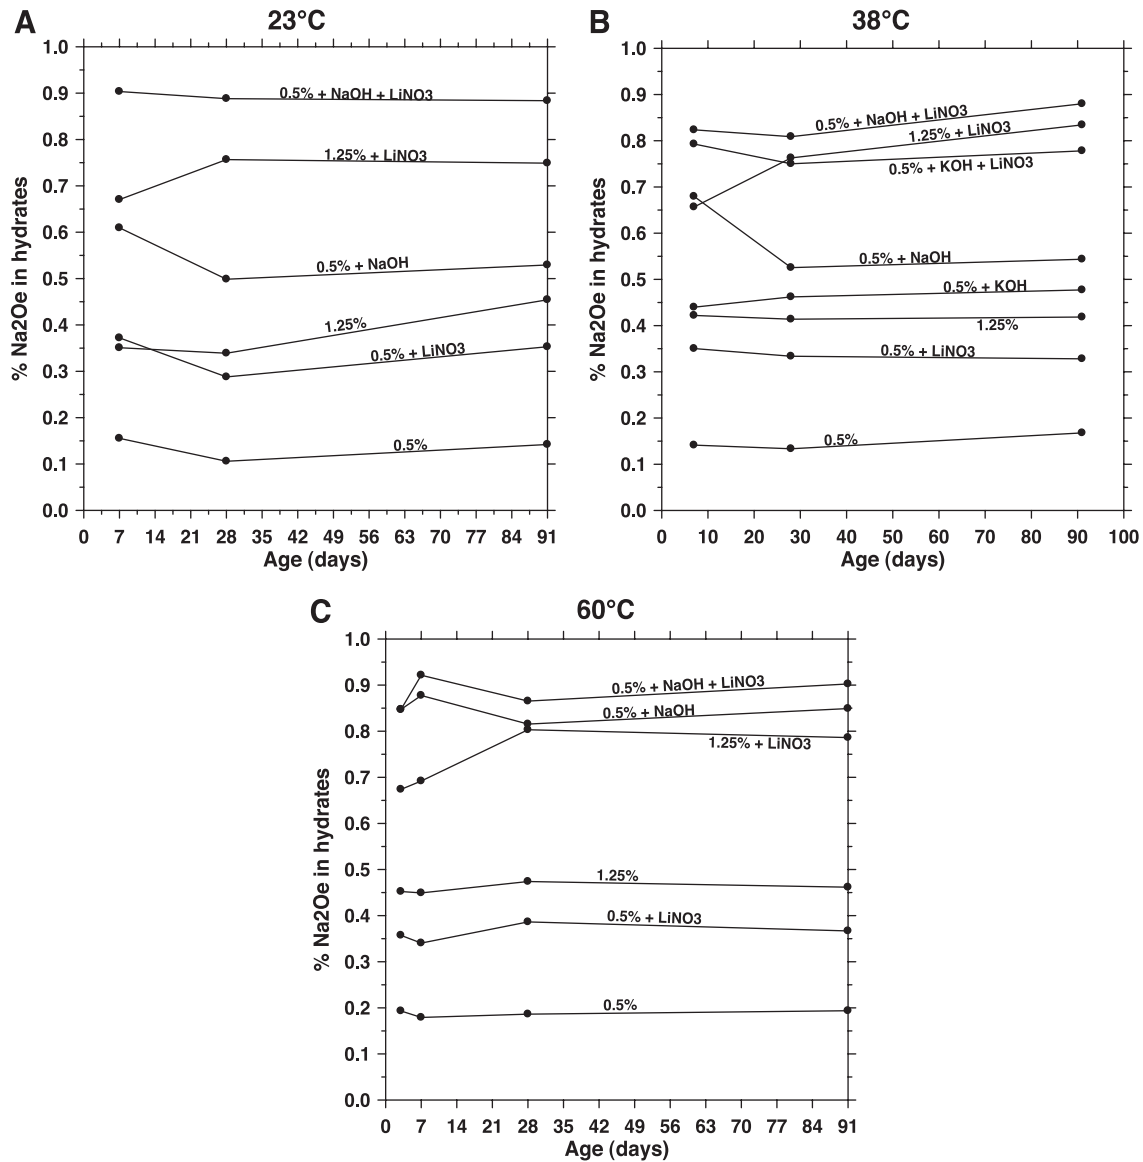 A
23°C
% Na2Oe in hydrates
1.0
0.9
0.8
0.7
0.6
0.5
0.4
0.3
0.2
0.1
0.0
0.5% + NaOH + LiNO3
1.25% + LiNO3
0.5% + NaOH
1.25%
0.5% + LiNO3
0.5%
0 7 14 21 28 35 42 49 56 63 70 77 84 91
Age (days)
B
38°C
% Na2Oe in hydrates
1.0
0.9
0.8
0.7
0.6
0.5
0.4
0.3
0.2
0.1
0.0
0.5% + NaOH + LiNO3
1.25% + LiNO3
0.5% + KOH + LiNO3
0.5% + NaOH
0.5% + KOH
1.25%
0.5% + LiNO3
0.5%
0 10 20 30 40 50 60 70 80 90 100
Age (days)
C
60°C
% Na2Oe in hydrates
1.0
0.9
0.8
0.7
0.6
0.5
0.4
0.3
0.2
0.1
0.0
0.5% + NaOH + LiNO3
0.5% + NaOH
1.25% + LiNO3
1.25%
0.5% + LiNO3
0.5%
0 7 14 21 28 35 42 49 56 63 70 77 84 91
Age (days)